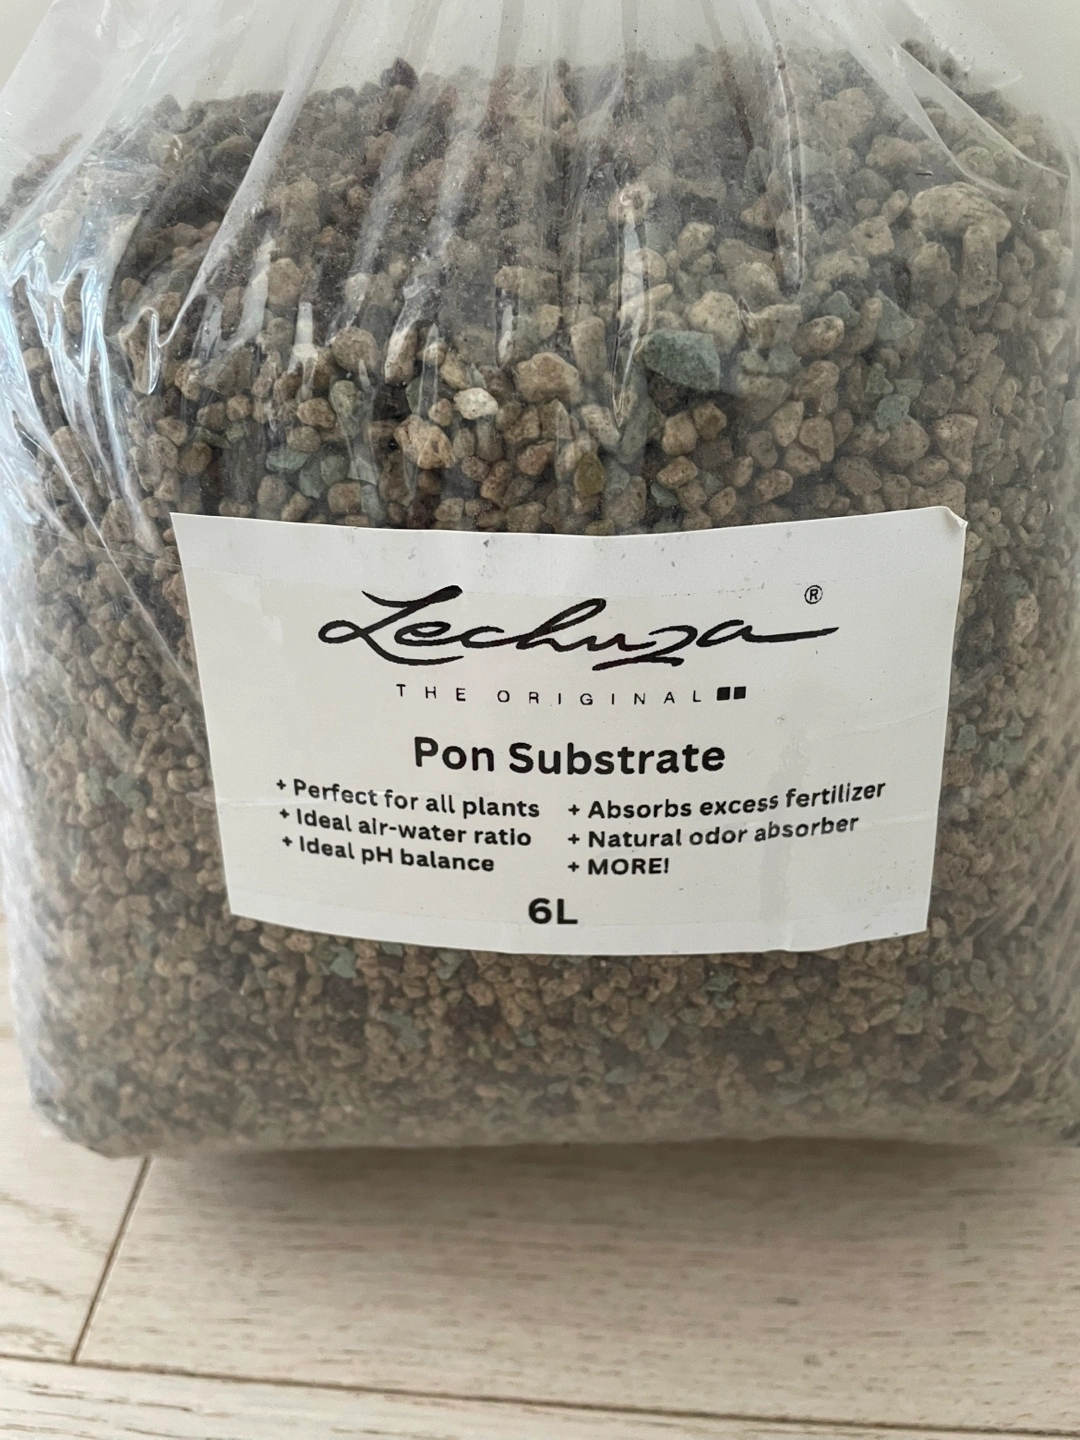 Lechuza ®
THE ORIGINAL
Pon Substrate
+ Perfect for all plants
+ Ideal air-water ratio
+ Ideal pH balance
+ Absorbs excess fertilizer
+ Natural odor absorber
+ MORE!
6L